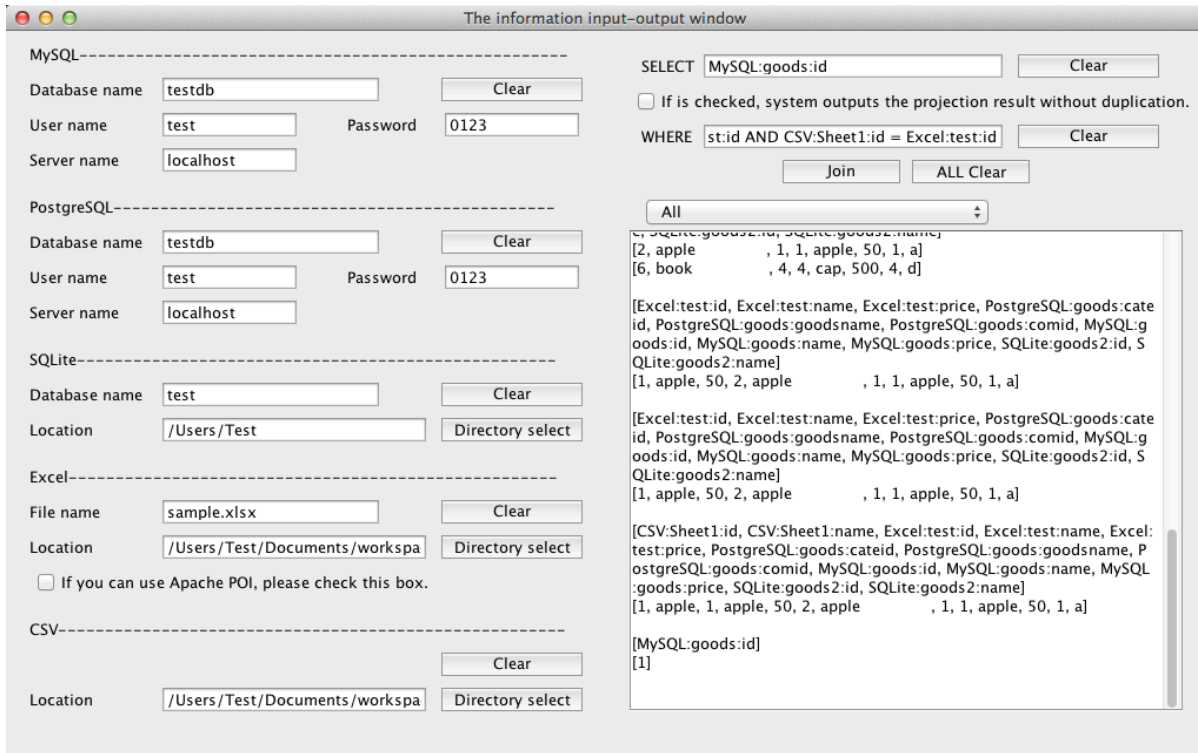 The information input-output window
MySQL-----------------------------------------------------
Database name testdb Clear
User name test Password 0123
Server name localhost
PostgreSQL------------------------------------------------
Database name testdb Clear
User name test Password 0123
Server name localhost
SQLite----------------------------------------------------
Database name test Clear
Location /Users/Test Directory select
Excel-----------------------------------------------------
File name sample.xlsx Clear
Location /Users/Test/Documents/workspa Directory select
If you can use Apache POI, please check this box.
CSV-------------------------------------------------------
Clear
Location /Users/Test/Documents/workspa Directory select
SELECT MySQL:goods:id Clear
If is checked, system outputs the projection result without duplication.
WHERE st:id AND CSV:Sheet1:id = Excel:test:id Clear
Join ALL Clear
All
e, SQLite:goods2:id, SQLite:goods2:name]
[2, apple , 1, 1, apple, 50, 1, a]
[6, book , 4, 4, cap, 500, 4, d]
[Excel:test:id, Excel:test:name, Excel:test:price, PostgreSQL:goods:cate
id, PostgreSQL:goods:goodsname, PostgreSQL:goods:comid, MySQL:g
oods:id, MySQL:goods:name, MySQL:goods:price, SQLite:goods2:id, S
QLite:goods2:name]
[1, apple, 50, 2, apple , 1, 1, apple, 50, 1, a]
[Excel:test:id, Excel:test:name, Excel:test:price, PostgreSQL:goods:cate
id, PostgreSQL:goods:goodsname, PostgreSQL:goods:comid, MySQL:g
oods:id, MySQL:goods:name, MySQL:goods:price, SQLite:goods2:id, S
QLite:goods2:name]
[1, apple, 50, 2, apple , 1, 1, apple, 50, 1, a]
[CSV:Sheet1:id, CSV:Sheet1:name, Excel:test:id, Excel:test:name, Excel:
test:price, PostgreSQL:goods:cateid, PostgreSQL:goods:goodsname, P
ostgreSQL:goods:comid, MySQL:goods:id, MySQL:goods:name, MySQL
:goods:price, SQLite:goods2:id, SQLite:goods2:name]
[1, apple, 1, apple, 50, 2, apple , 1, 1, apple, 50, 1, a]
[MySQL:goods:id]
[1]